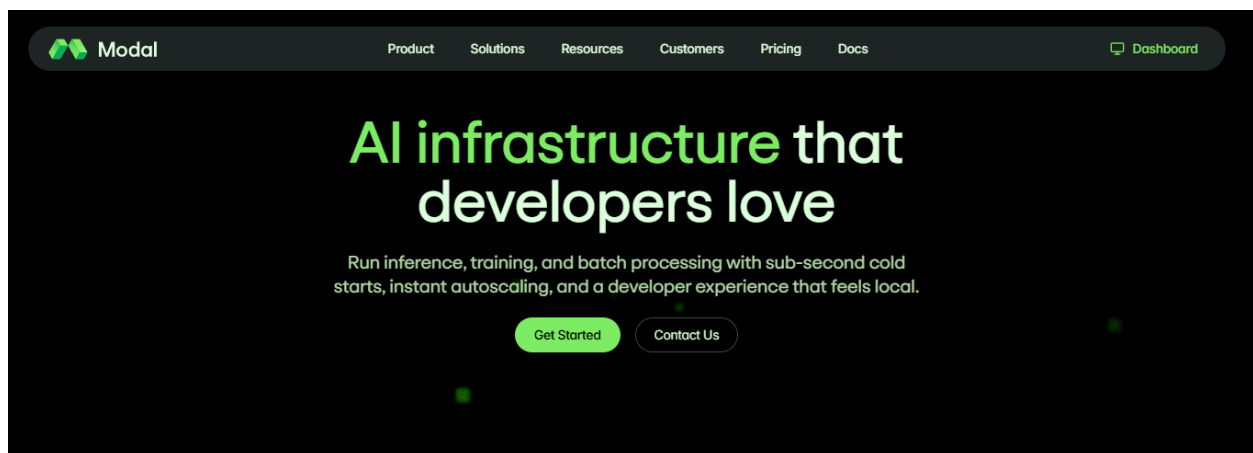 Modal
Product
Solutions
Resources
Customers
Pricing
Docs
Dashboard
AI infrastructure that
developers love
Run inference, training, and batch processing with sub-second cold
starts, instant autoscaling, and a developer experience that feels local.
Get Started
Contact Us